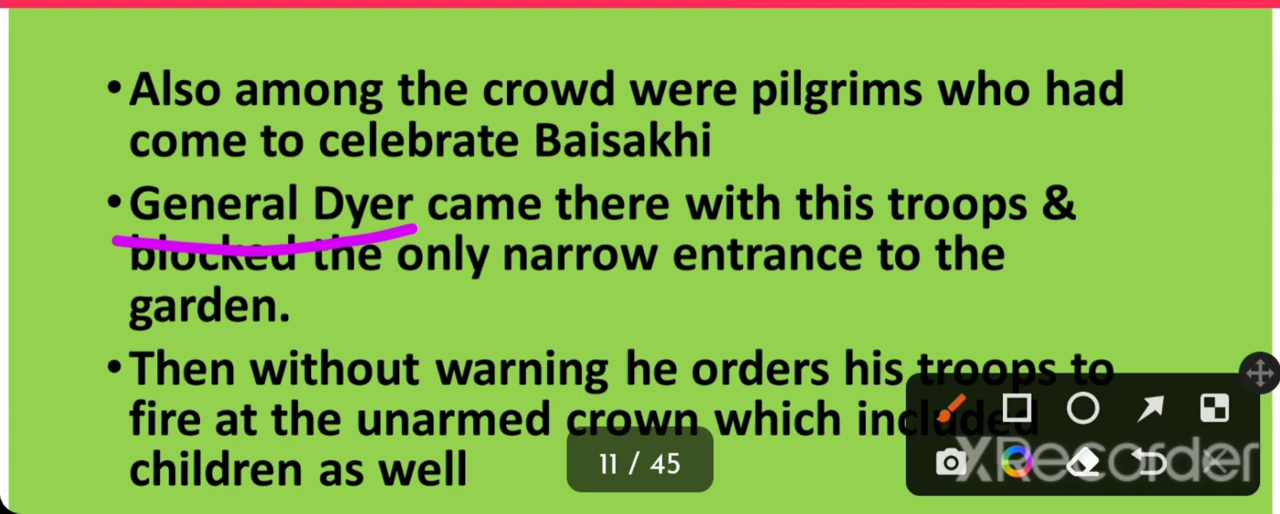 •Also among the crowd were pilgrims who had
come to celebrate Baisakhi
•General Dyer came there with this troops &
blocked the only narrow entrance to the
garden.
•Then without warning he orders his troops to
fire at the unarmed crown which included
children as well
11 / 45
XRecorder